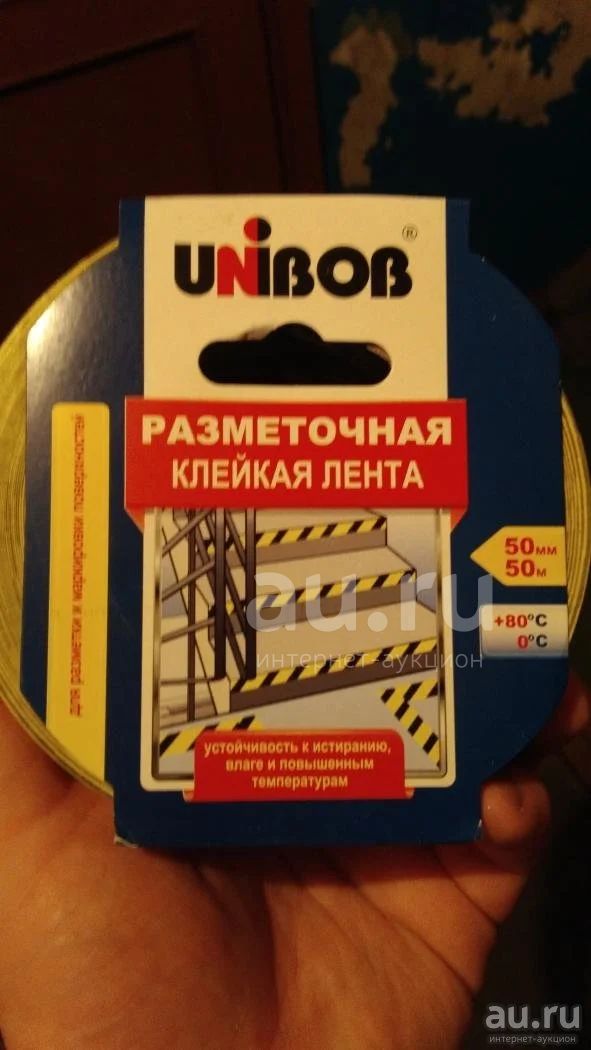 UNIBOB®
РАЗМЕТОЧНАЯ
КЛЕЙКАЯ ЛЕНТА
для разметки и маркировки поверхностей
50мм
50м
+80°С
0°С
au.ru
интернет-аукцион
устойчивость к истиранию,
влаге и повышенным
температурам
au.ru
интернет-аукцион